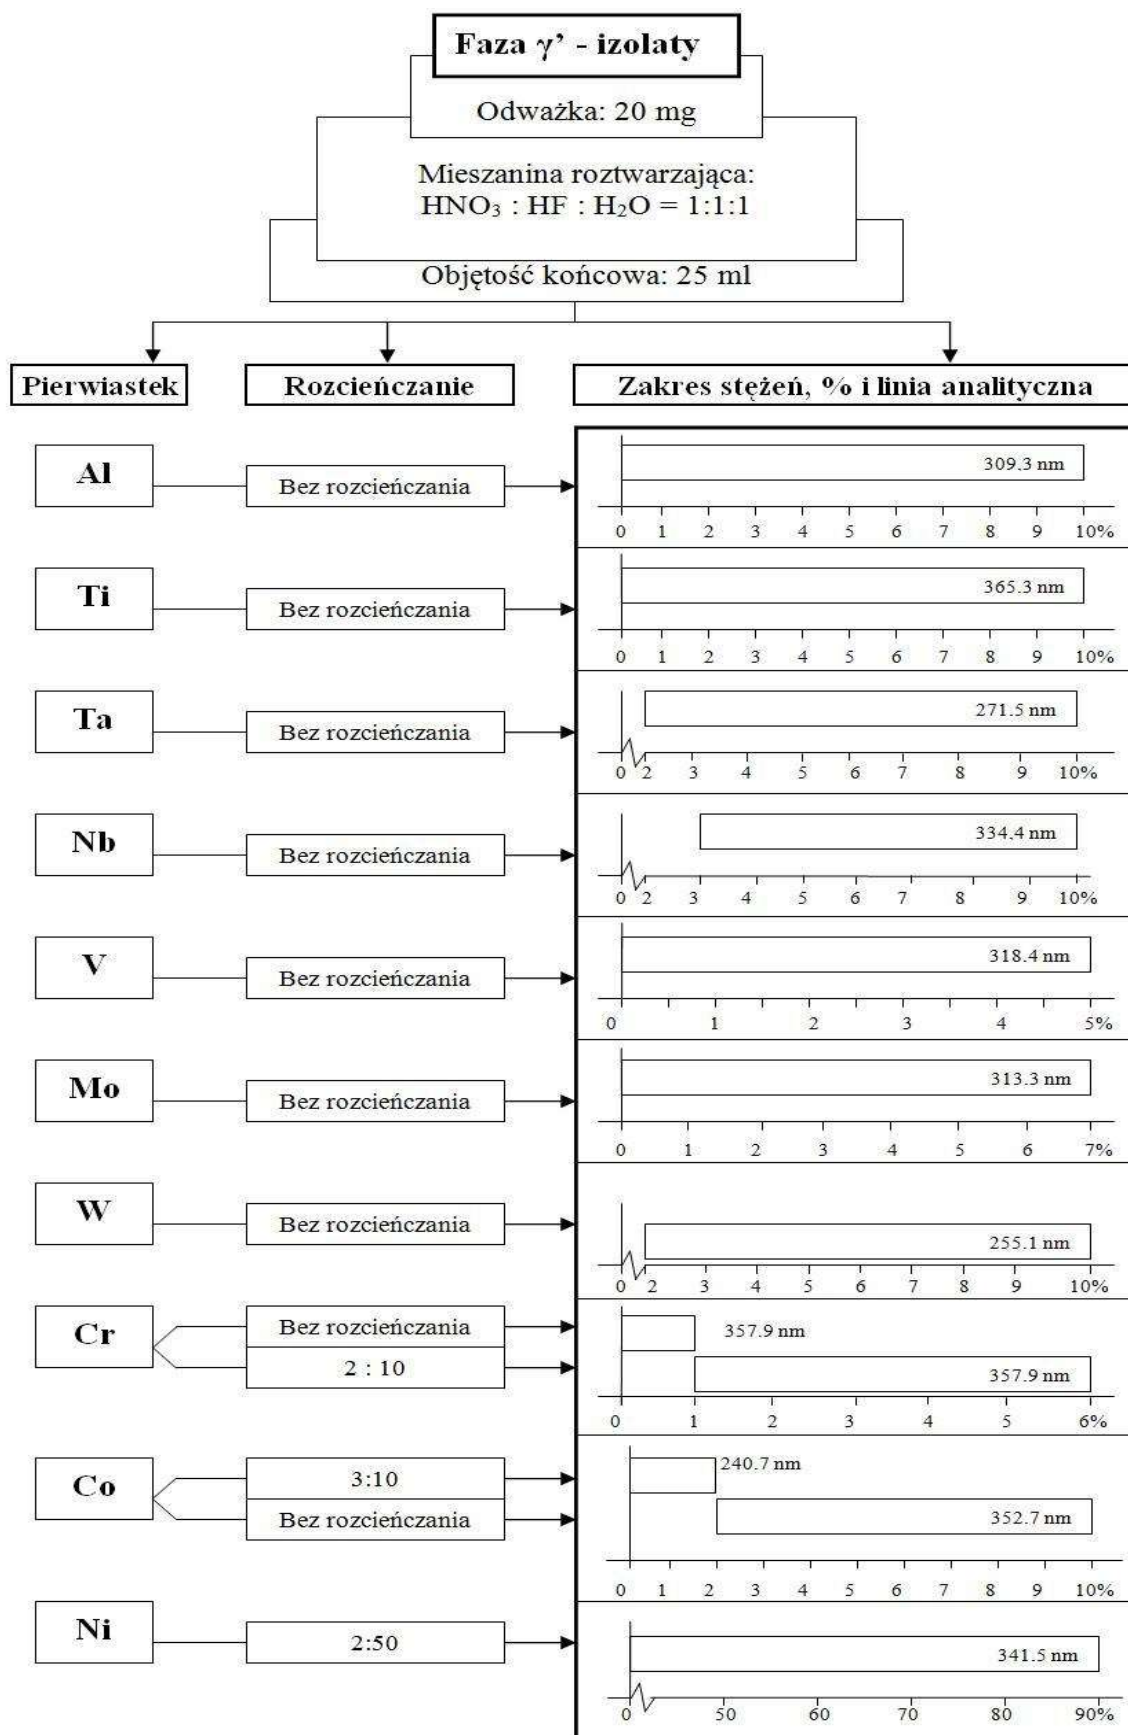 Faza γ’ - izolaty
Odważka: 20 mg
Mieszanina roztwarzająca:
HNO₃ : HF : H₂O = 1:1:1
Objętość końcowa: 25 ml
Pierwiastek Rozcieńczanie Zakres stężeń, % i linia analityczna
Al Bez rozcieńczania 309.3 nm
0 1 2 3 4 5 6 7 8 9 10%
Ti Bez rozcieńczania 365.3 nm
0 1 2 3 4 5 6 7 8 9 10%
Ta Bez rozcieńczania 271.5 nm
0 2 3 4 5 6 7 8 9 10%
Nb Bez rozcieńczania 334.4 nm
0 2 3 4 5 6 7 8 9 10%
V Bez rozcieńczania 318.4 nm
0 1 2 3 4 5%
Mo Bez rozcieńczania 313.3 nm
0 1 2 3 4 5 6 7%
W Bez rozcieńczania 255.1 nm
0 2 3 4 5 6 7 8 9 10%
Cr Bez rozcieńczania 357.9 nm
2 : 10 357.9 nm
0 1 2 3 4 5 6%
Co 3:10 240.7 nm
Bez rozcieńczania 352.7 nm
0 1 2 3 4 5 6 7 8 9 10%
Ni 2:50 341.5 nm
0 50 60 70 80 90%